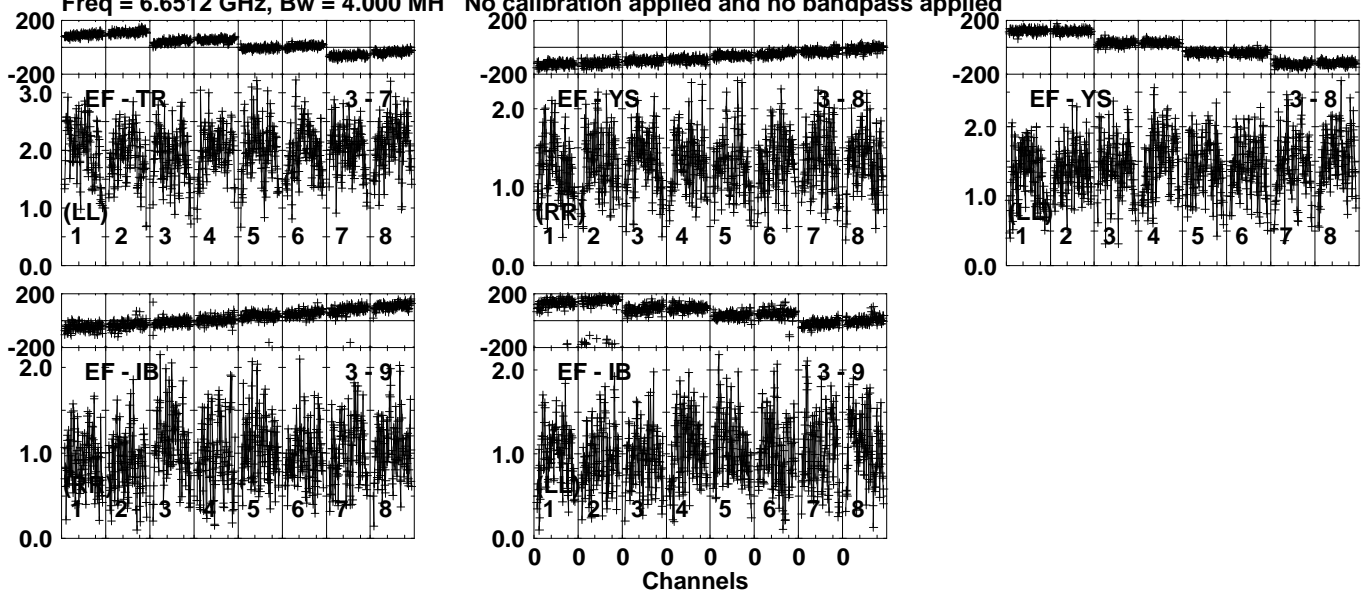 Freq = 6.6512 GHz, Bw = 4.000 MH No calibration applied and no bandpass applied
200
-200
3.0
2.0
1.0
0.0
EF - TR 3 - 7
(LL)
1 2 3 4 5 6 7 8
200
-200
2.0
1.0
0.0
EF - YS 3 - 8
(RR)
1 2 3 4 5 6 7 8
200
-200
2.0
1.0
0.0
EF - YS 3 - 8
(LL)
1 2 3 4 5 6 7 8
200
-200
2.0
1.0
0.0
EF - IB 3 - 9
1 2 3 4 5 6 7 8
200
-200
2.0
1.0
0.0
EF - IB 3 - 9
(LL)
1 2 3 4 5 6 7 8
0 0 0 0 0 0 0 0
Channels